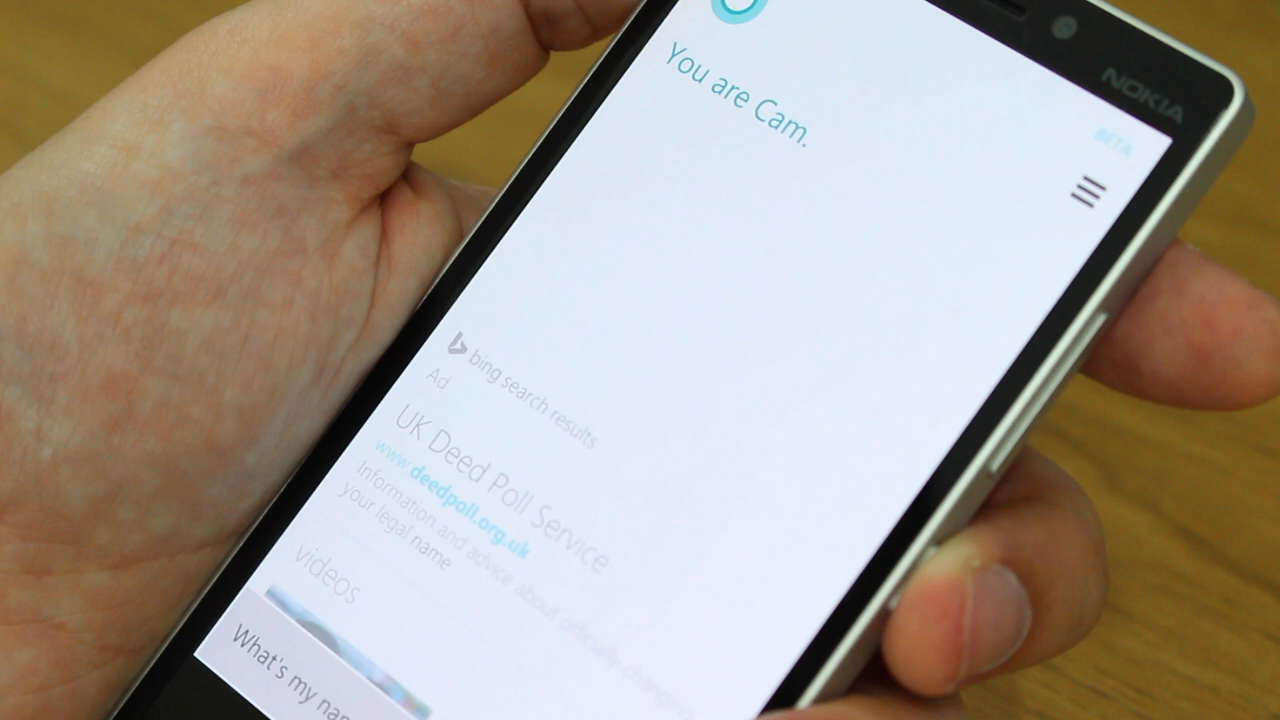 NOKIA
BETA
You are Cam.
bing search results
Ad
UK Deed Poll Service
www.deedpoll.org.uk
Information and advice about officially changing
your legal name
videos
What's my